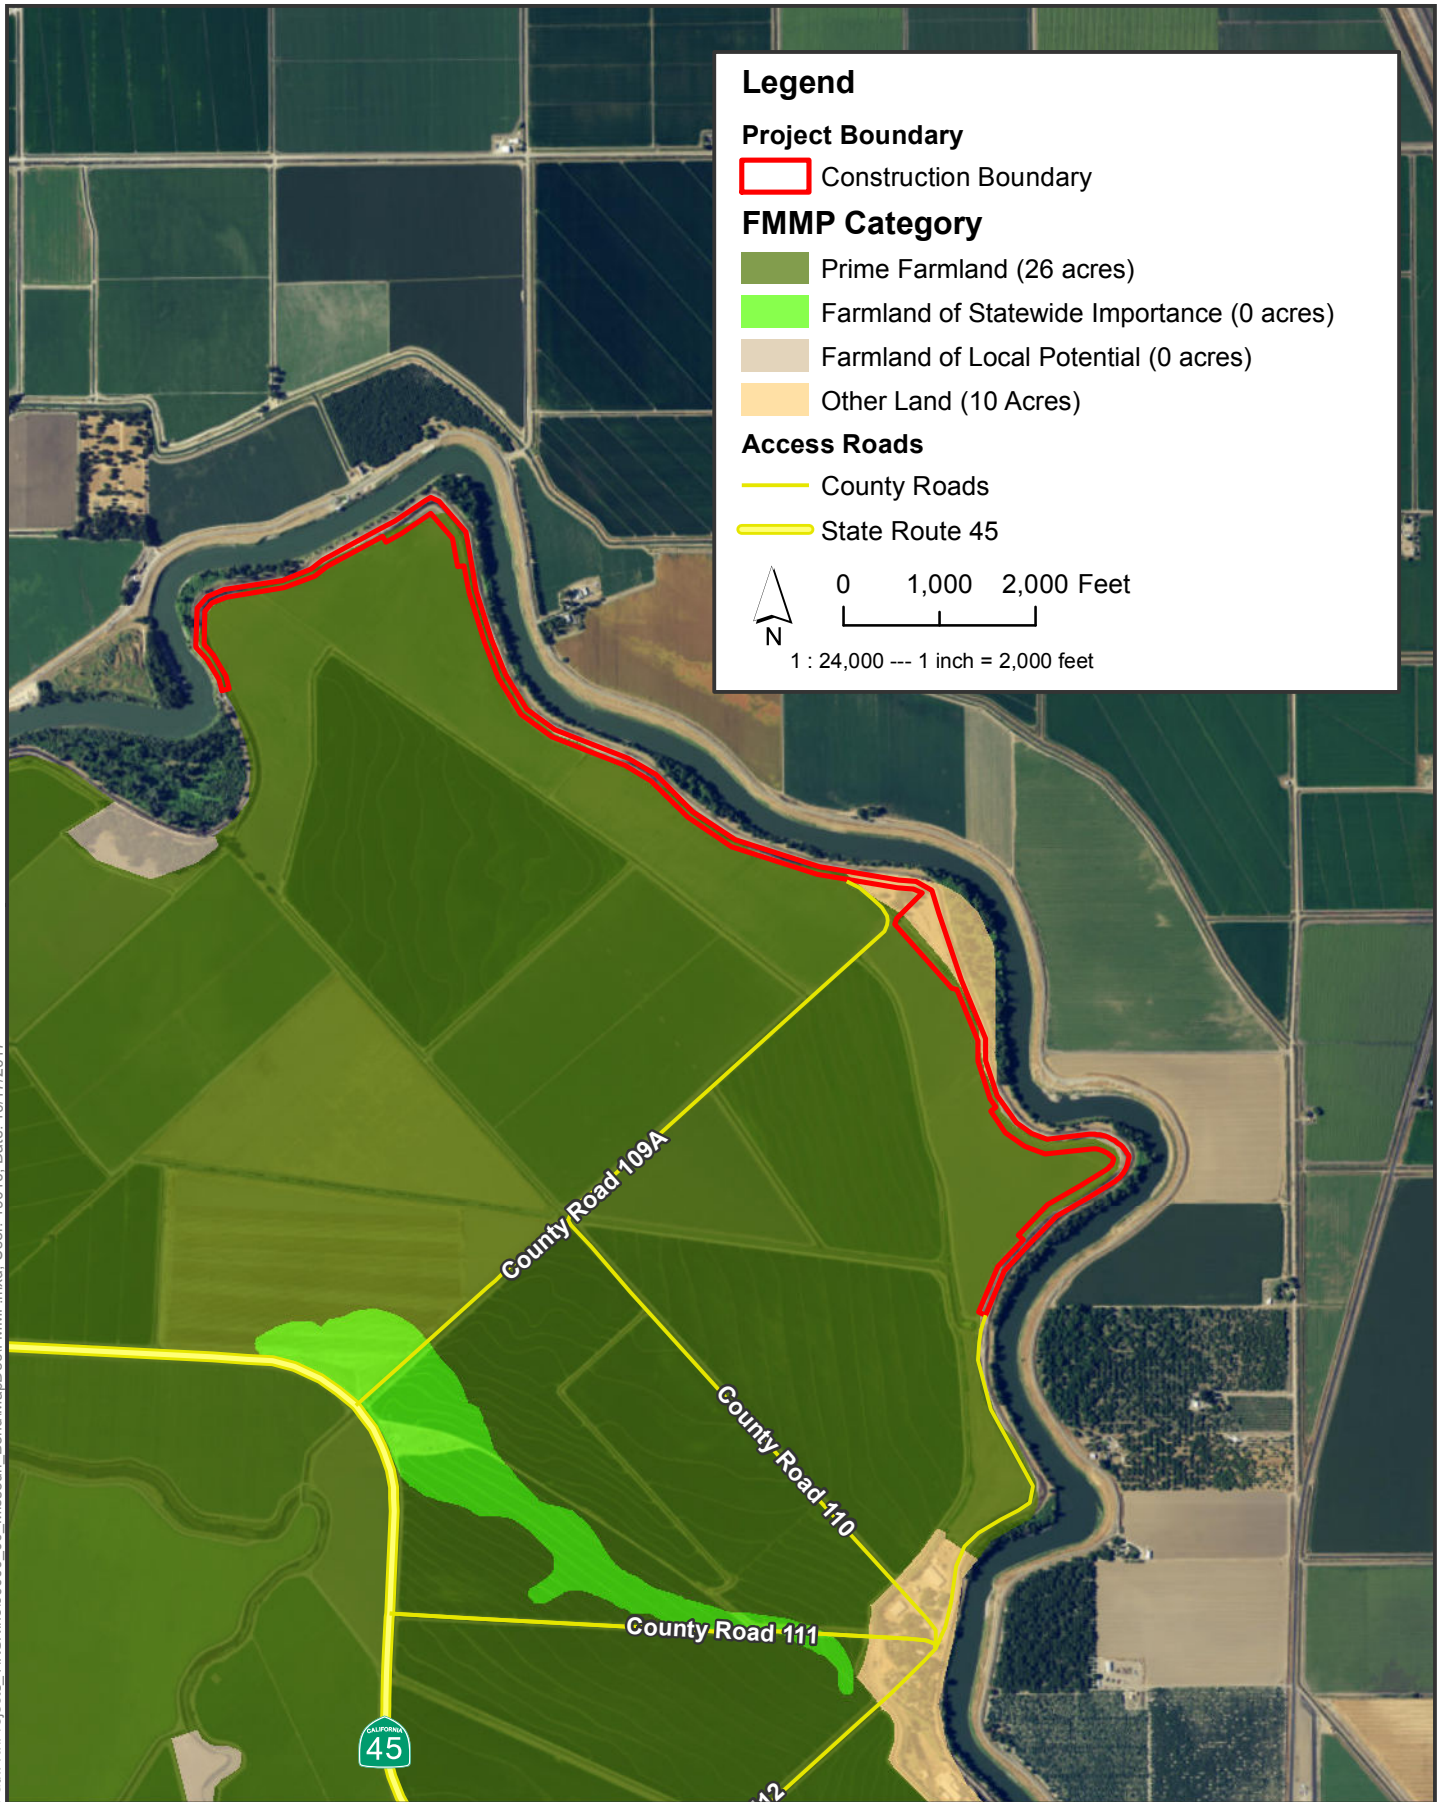 Legend
Project Boundary
Construction Boundary
FMMP Category
Prime Farmland (26 acres)
Farmland of Statewide Importance (0 acres)
Farmland of Local Potential (0 acres)
Other Land (10 Acres)
Access Roads
County Roads
State Route 45
0 1,000 2,000 Feet
N
1 : 24,000 --- 1 inch = 2,000 feet
County Road 109A
County Road 110
County Road 111
CALIFORNIA
45
12